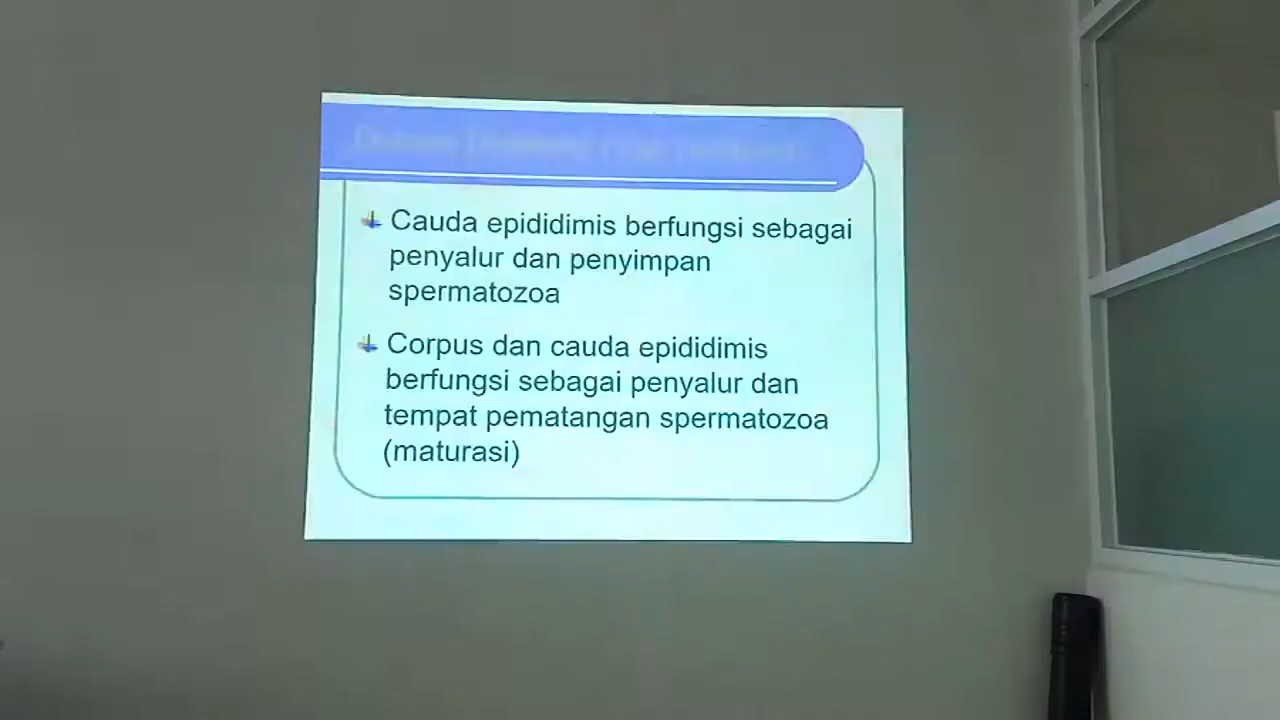 Cauda epididimis berfungsi sebagai
penyalur dan penyimpan
spermatozoa
Corpus dan cauda epididimis
berfungsi sebagai penyalur dan
tempat pematangan spermatozoa
(maturasi)